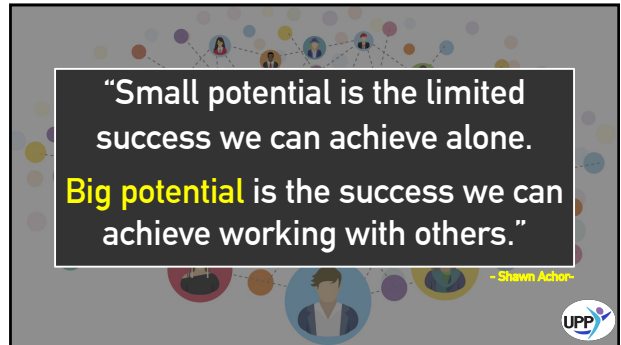 “Small potential is the limited
success we can achieve alone.
Big potential is the success we can
achieve working with others.”
- Shawn Achor-
UPP